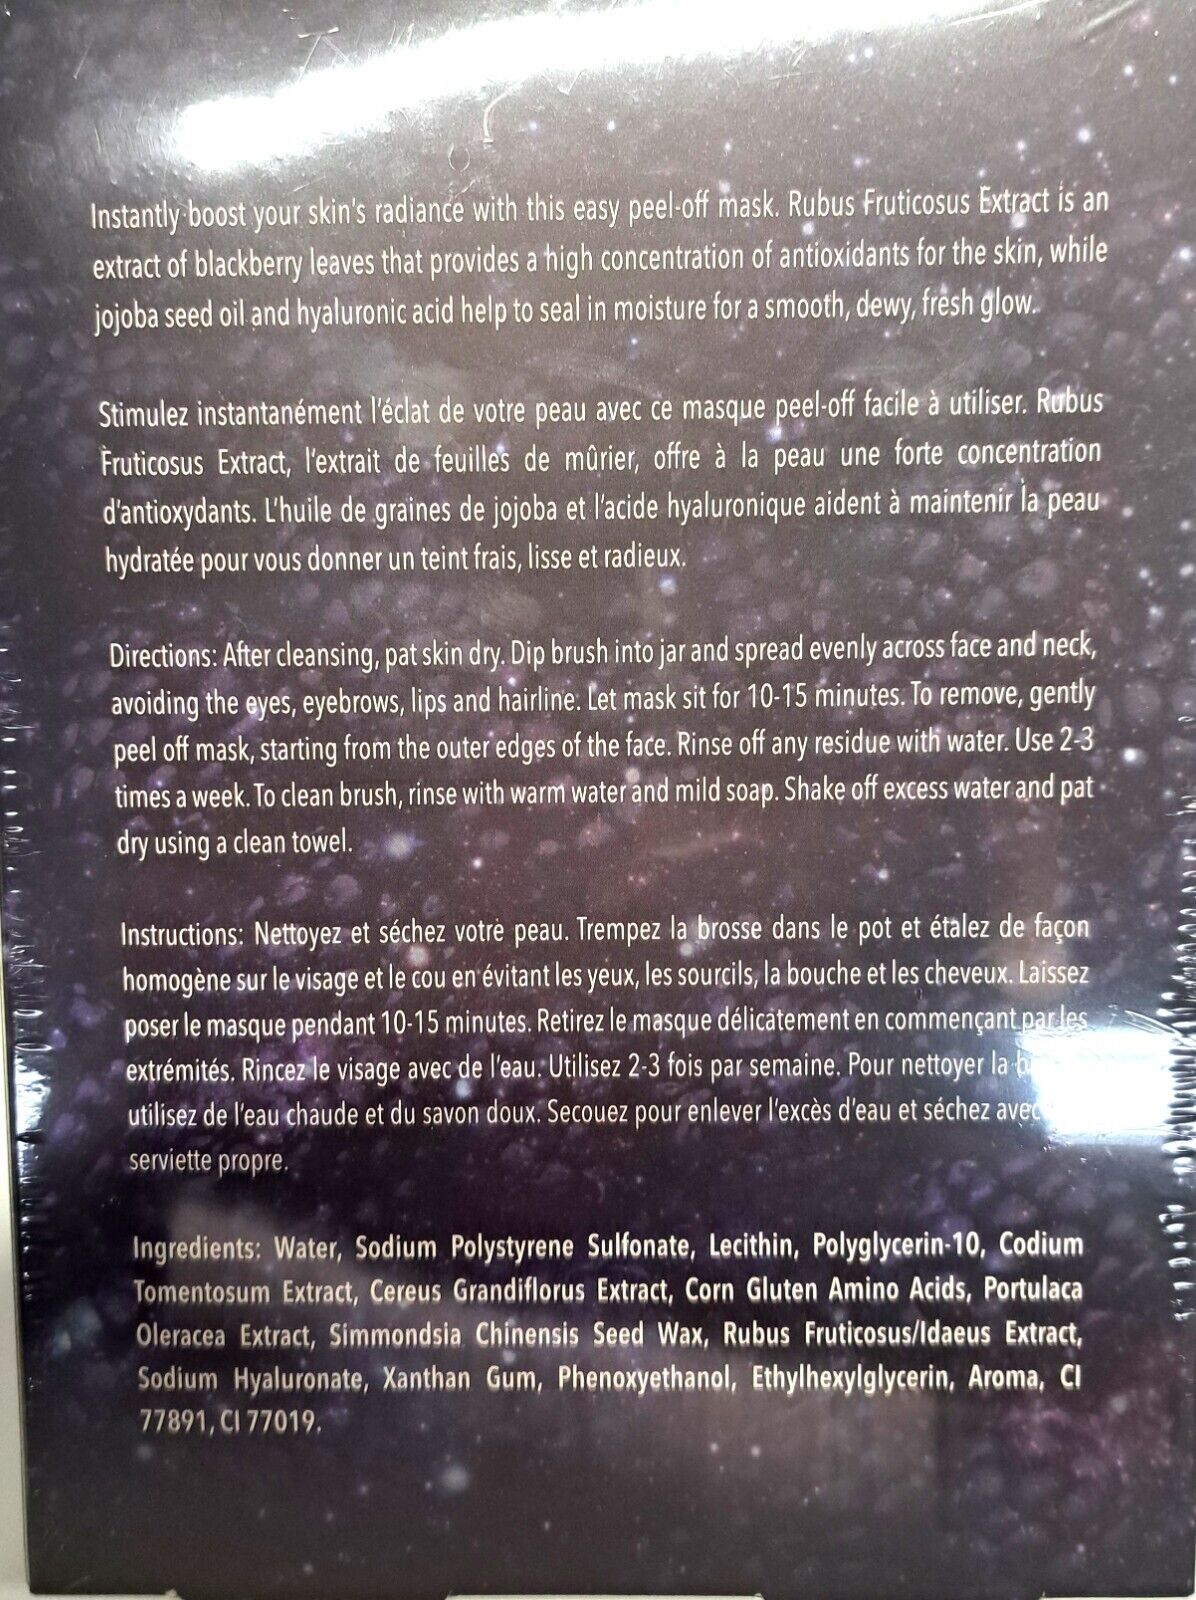 Instantly boost your skin's radiance with this easy peel-off mask. Rubus Fruticosus Extract is an
extract of blackberry leaves that provides a high concentration of antioxidants for the skin, while
jojoba seed oil and hyaluronic acid help to seal in moisture for a smooth, dewy, fresh glow.
Stimulez instantanément l'éclat de votre peau avec ce masque peel-off facile à utiliser. Rubus
Fruticosus Extract, l'extrait de feuilles de mûrier, offre à la peau une forte concentration
d'antioxydants. L'huile de graines de jojoba et l'acide hyaluronique aident à maintenir la peau
hydratée pour vous donner un teint frais, lisse et radieux.
Directions: After cleansing, pat skin dry. Dip brush into jar and spread evenly across face and neck,
avoiding the eyes, eyebrows, lips and hairline. Let mask sit for 10-15 minutes. To remove, gently
peel off mask, starting from the outer edges of the face. Rinse off any residue with water. Use 2-3
times a week. To clean brush, rinse with warm water and mild soap. Shake off excess water and pat
dry using a clean towel.
Instructions: Nettoyez et séchez votre peau. Trempez la brosse dans le pot et étalez de façon
homogène sur le visage et le cou en évitant les yeux, les sourcils, la bouche et les cheveux. Laissez
poser le masque pendant 10-15 minutes. Retirez le masque délicatement en commençant par les
extrémités. Rincez le visage avec de l'eau. Utilisez 2-3 fois par semaine. Pour nettoyer la
utilisez de l'eau chaude et du savon doux. Secouez pour enlever l'excès d'eau et séchez avec
serviette propre.
Ingredients: Water, Sodium Polystyrene Sulfonate, Lecithin, Polyglycerin-10, Codium
Tomentosum Extract, Cereus Grandiflorus Extract, Corn Gluten Amino Acids, Portulaca
Oleracea Extract, Simmondsia Chinensis Seed Wax, Rubus Fruticosus/Idaeus Extract,
Sodium Hyaluronate, Xanthan Gum, Phenoxyethanol, Ethylhexylglycerin, Aroma, CI
77891, CI 77019.